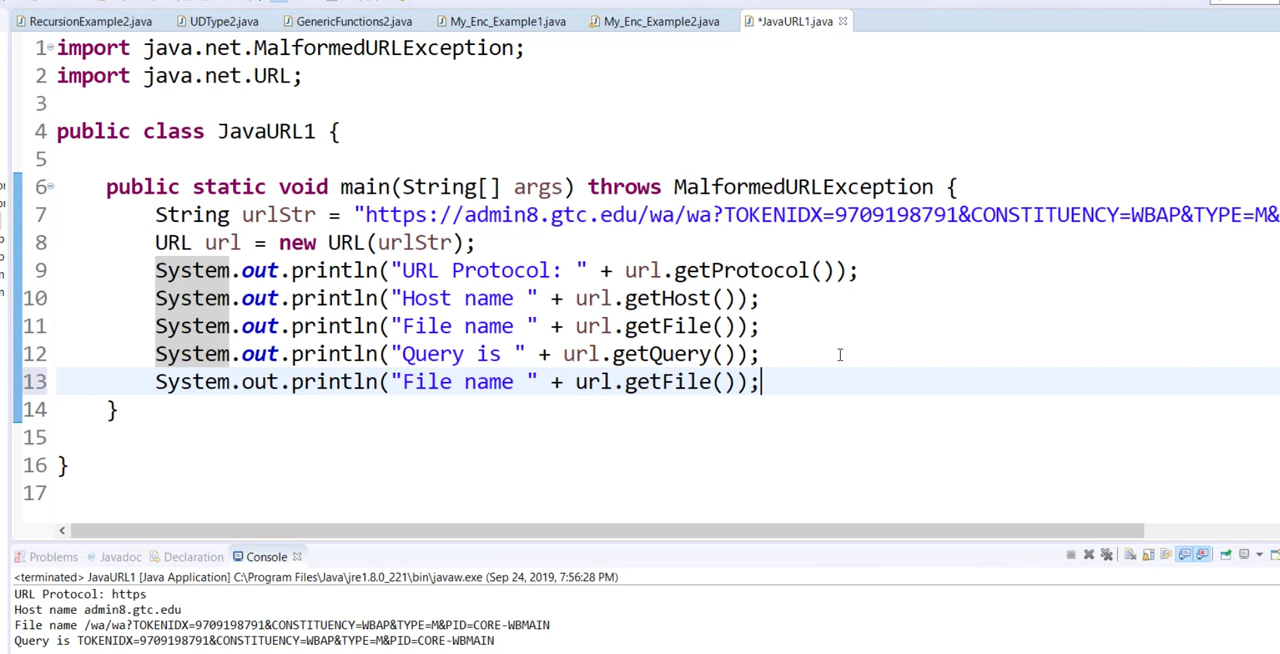 RecursionExample2.java UDType2.java GenericFunctions2.java My_Enc_Example1.java My_Enc_Example2.java *JavaURL1.java
1 import java.net.MalformedURLException;
2 import java.net.URL;
3
4 public class JavaURL1 {
5
6 public static void main(String[] args) throws MalformedURLException {
7 String urlStr = "https://admin8.gtc.edu/wa/wa?TOKENIDX=9709198791&CONSTITUENCY=WBAP&TYPE=M&
8 URL url = new URL(urlStr);
9 System.out.println("URL Protocol: " + url.getProtocol());
10 System.out.println("Host name " + url.getHost());
11 System.out.println("File name " + url.getFile());
12 System.out.println("Query is " + url.getQuery());
13 System.out.println("File name " + url.getFile());
14 }
15
16 }
17
Problems Javadoc Declaration Console
<terminated> JavaURL1 [Java Application] C:\Program Files\Java\jre1.8.0_221\bin\javaw.exe (Sep 24, 2019, 7:56:28 PM)
URL Protocol: https
Host name admin8.gtc.edu
File name /wa/wa?TOKENIDX=9709198791&CONSTITUENCY=WBAP&TYPE=M&PID=CORE-WBMAIN
Query is TOKENIDX=9709198791&CONSTITUENCY=WBAP&TYPE=M&PID=CORE-WBMAIN